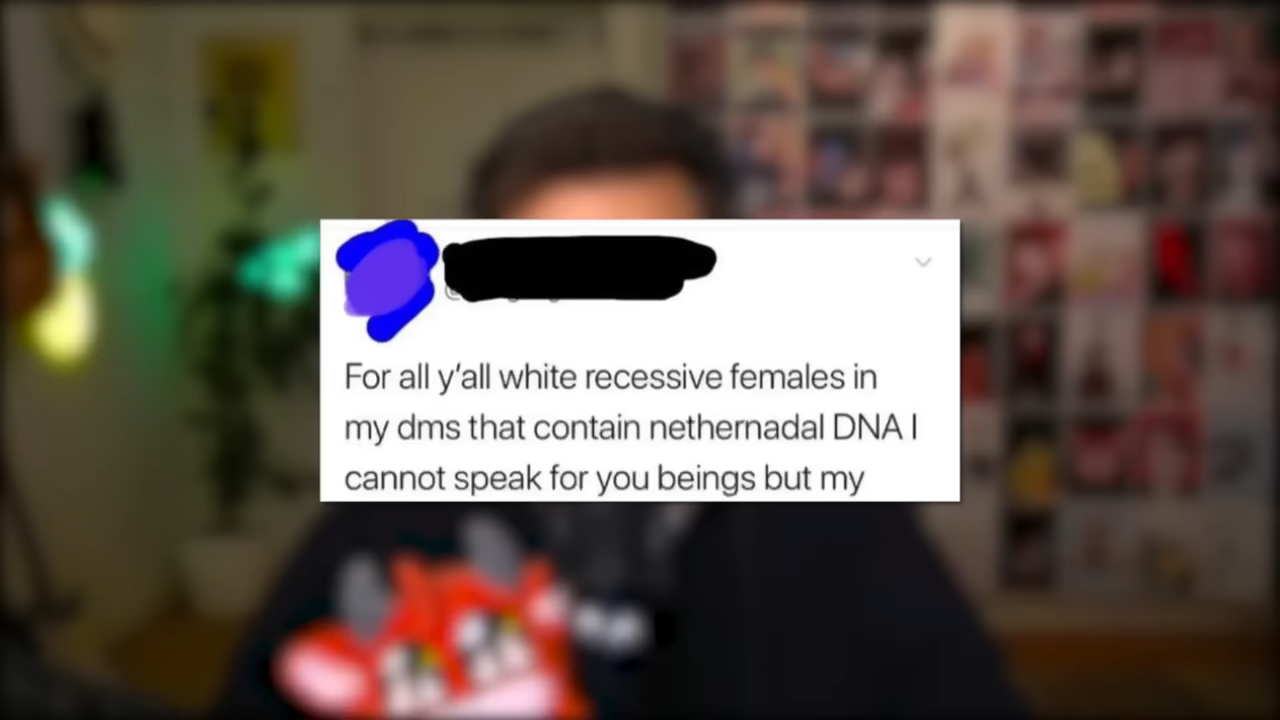 For all y'all white recessive females in
my dms that contain nethernadal DNA I
cannot speak for you beings but my